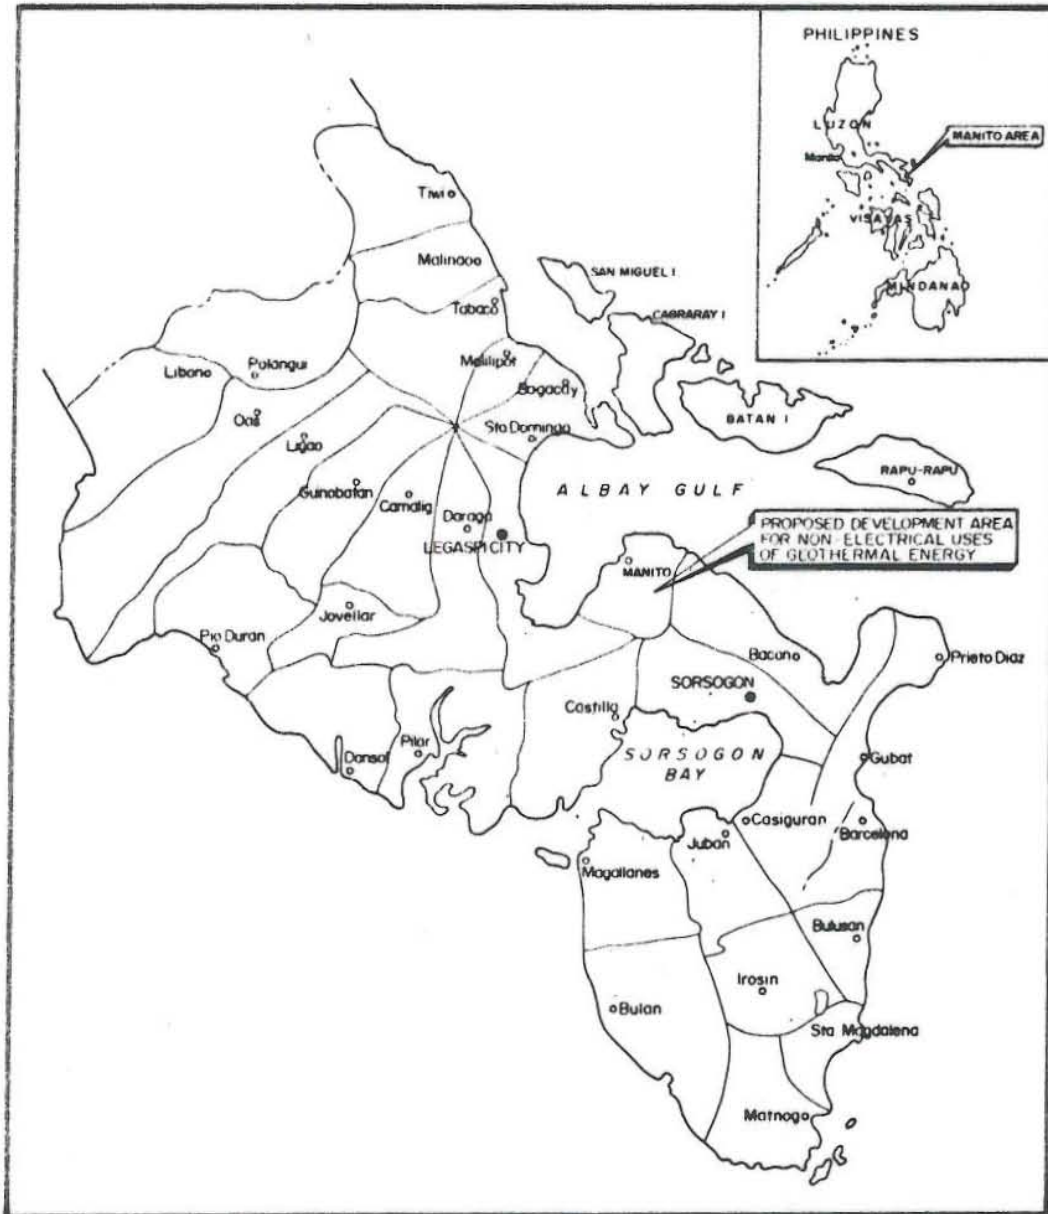 PHILIPPINES
LUZON
Manila
MANITO AREA
VISAYAS
MINDANAO
Tiwi
Malinao
SAN MIGUEL I
Tabaco
CAGRARAY I
Malilipot
Libon
Polangui
Bagacay
BATAN I
Oas
Sto Domingo
Ligao
RAPU-RAPU
Guinobatan
ALBAY GULF
Camalig
Daraga
PROPOSED DEVELOPMENT AREA
FOR NON-ELECTRICAL USES
OF GEOTHERMAL ENERGY
LEGASPI CITY
MANITO
Jovellar
Pio Duran
Bacon
Prieto Diaz
SORSOGON
Castilla
Pilar
SORSOGON
BAY
Gubat
Donsol
Casiguran
Barcelona
Juban
Magallanes
Bulusan
Irosin
Bulan
Sta Magdalena
Matnog